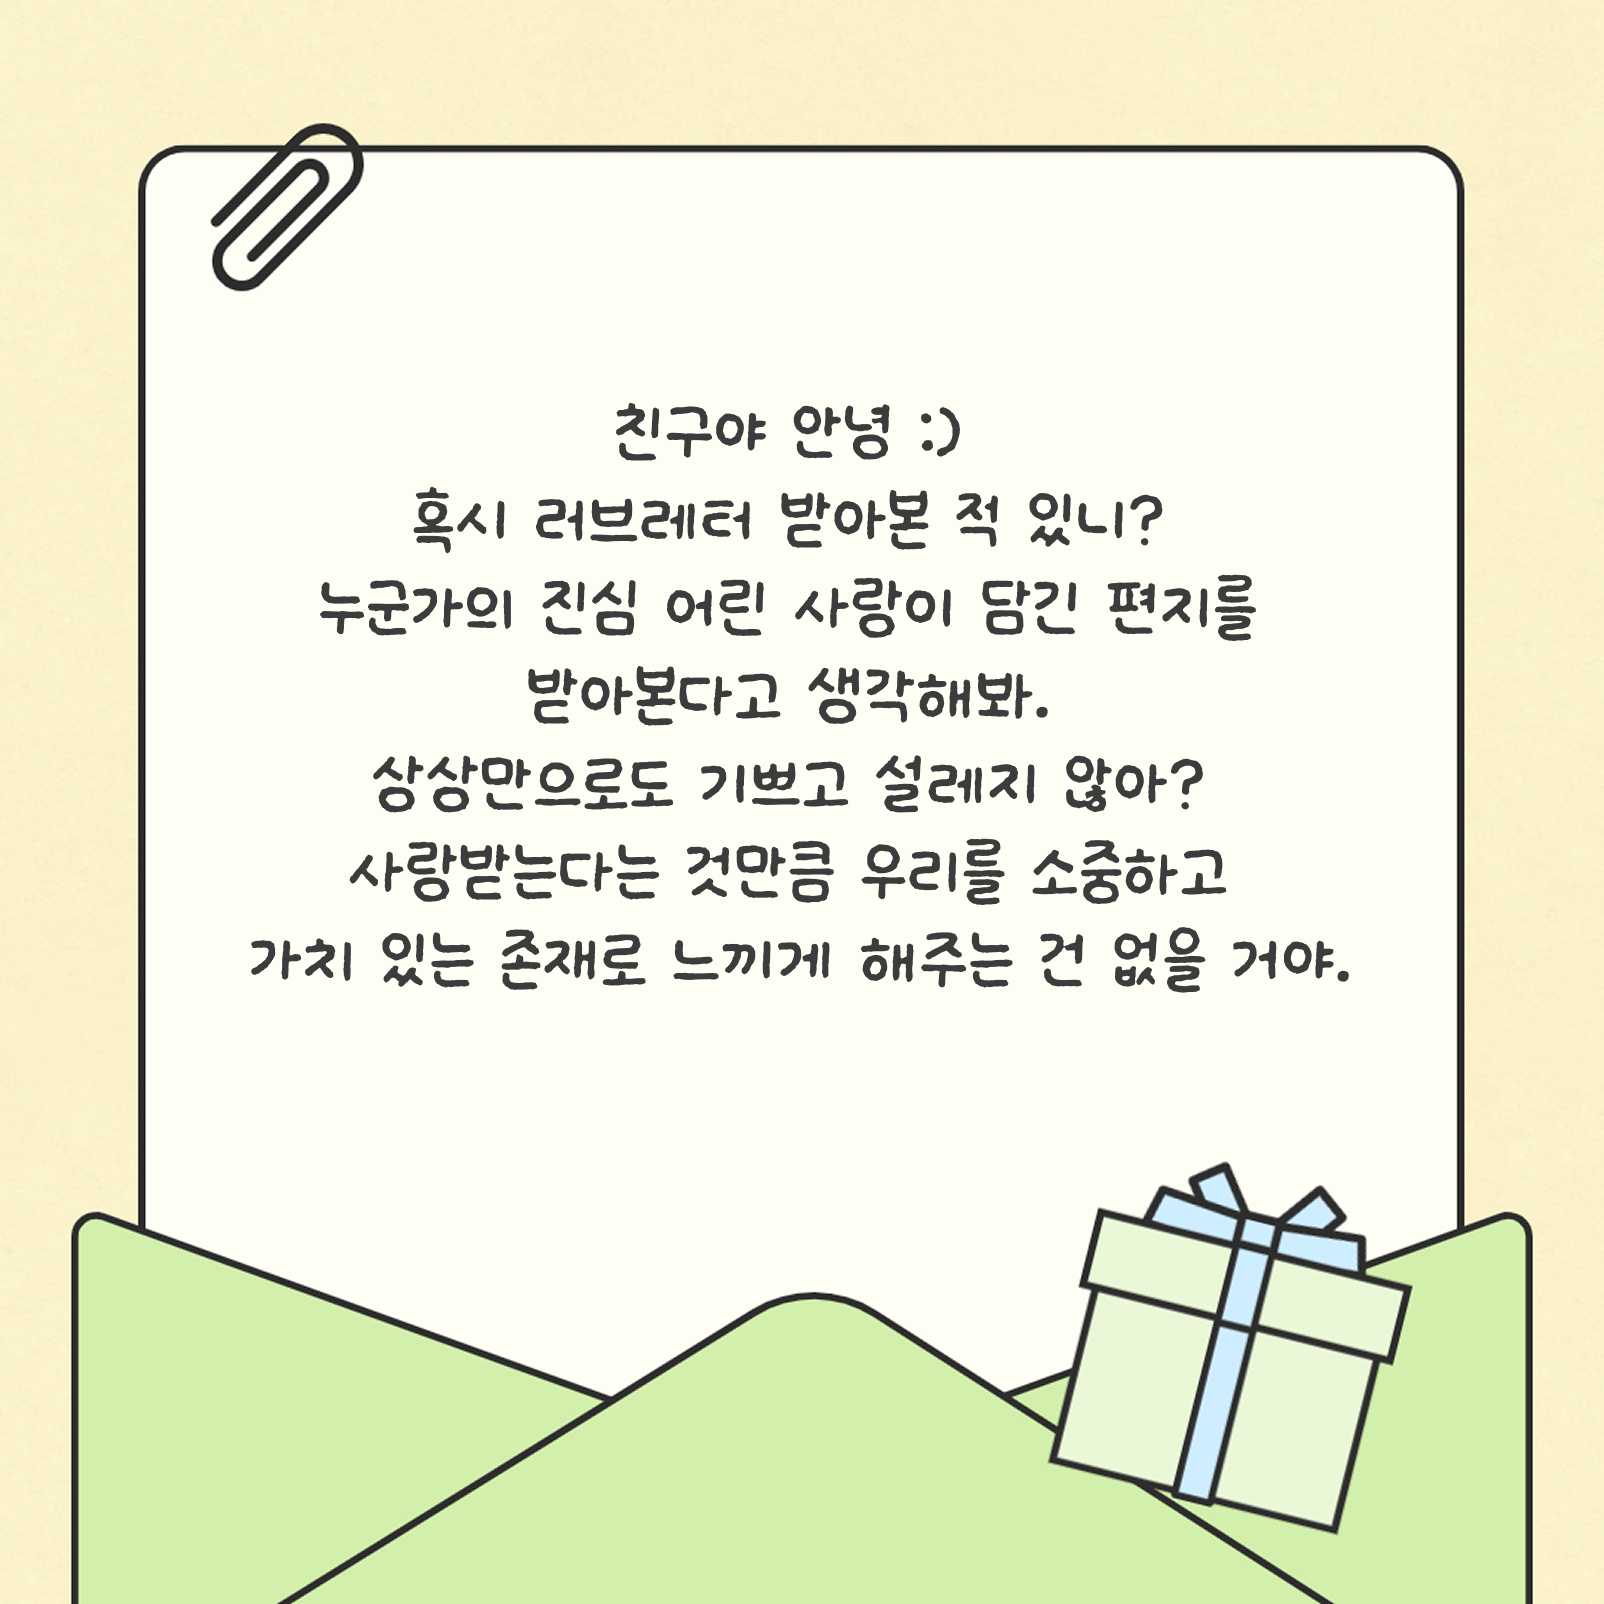 친구야 안녕 :)
혹시 러브레터 받아본 적 있니?
누군가의 진심 어린 사랑이 담긴 편지를
받아본다고 생각해봐.
상상만으로도 기쁘고 설레지 않아?
사랑받는다는 것만큼 우리를 소중하고
가치 있는 존재로 느끼게 해주는 건 없을 거야.